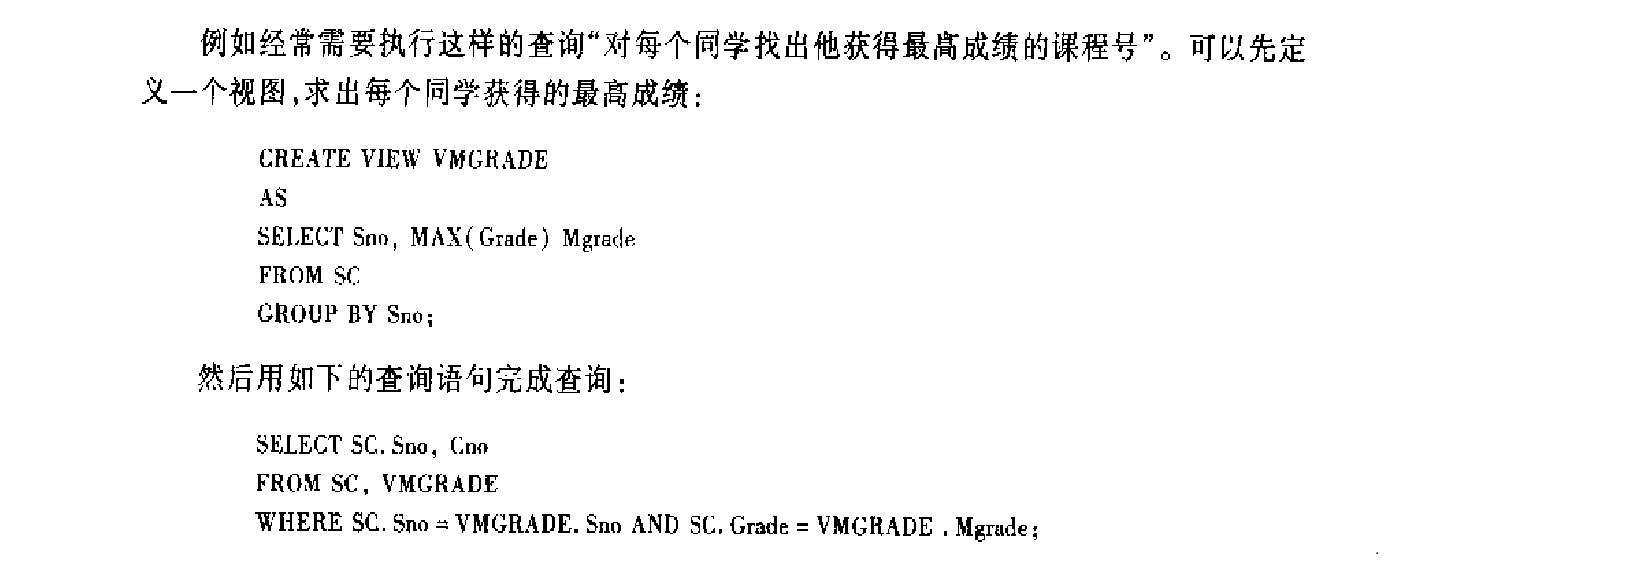 例如经常需要执行这样的查询“对每个同学找出他获得最高成绩的课程号”。可以先定
义一个视图,求出每个同学获得的最高成绩:
CREATE VIEW VMGRADE
AS
SELECT Sno, MAX(Grade) Mgrade
FROM SC
GROUP BY Sno;
然后用如下的查询语句完成查询:
SELECT SC.Sno, Cno
FROM SC, VMGRADE
WHERE SC.Sno = VMGRADE.Sno AND SC.Grade = VMGRADE .Mgrade;